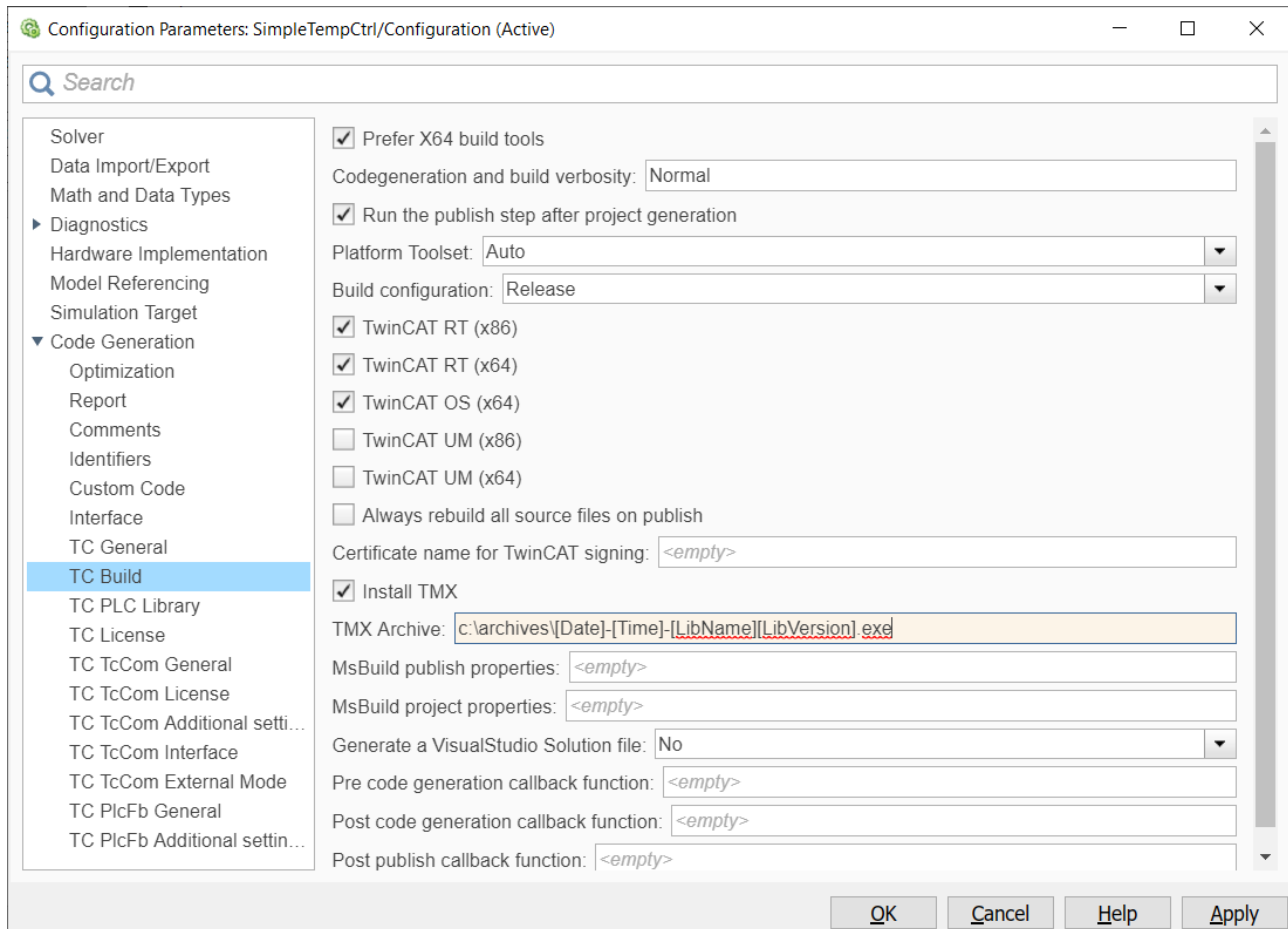 Configuration Parameters: SimpleTempCtrl/Configuration (Active)
Search
Solver
Data Import/Export
Math and Data Types
Diagnostics
Hardware Implementation
Model Referencing
Simulation Target
Code Generation
Optimization
Report
Comments
Identifiers
Custom Code
Interface
TC General
TC Build
TC PLC Library
TC License
TC TcCom General
TC TcCom License
TC TcCom Additional setti...
TC TcCom Interface
TC TcCom External Mode
TC PlcFb General
TC PlcFb Additional settin...
Prefer X64 build tools
Codegeneration and build verbosity: Normal
Run the publish step after project generation
Platform Toolset: Auto
Build configuration: Release
TwinCAT RT (x86)
TwinCAT RT (x64)
TwinCAT OS (x64)
TwinCAT UM (x86)
TwinCAT UM (x64)
Always rebuild all source files on publish
Certificate name for TwinCAT signing: <empty>
Install TMX
TMX Archive: c:\archives\[Date]-[Time]-[LibName][LibVersion].exe
MsBuild publish properties: <empty>
MsBuild project properties: <empty>
Generate a VisualStudio Solution file: No
Pre code generation callback function: <empty>
Post code generation callback function: <empty>
Post publish callback function: <empty>
OK Cancel Help Apply